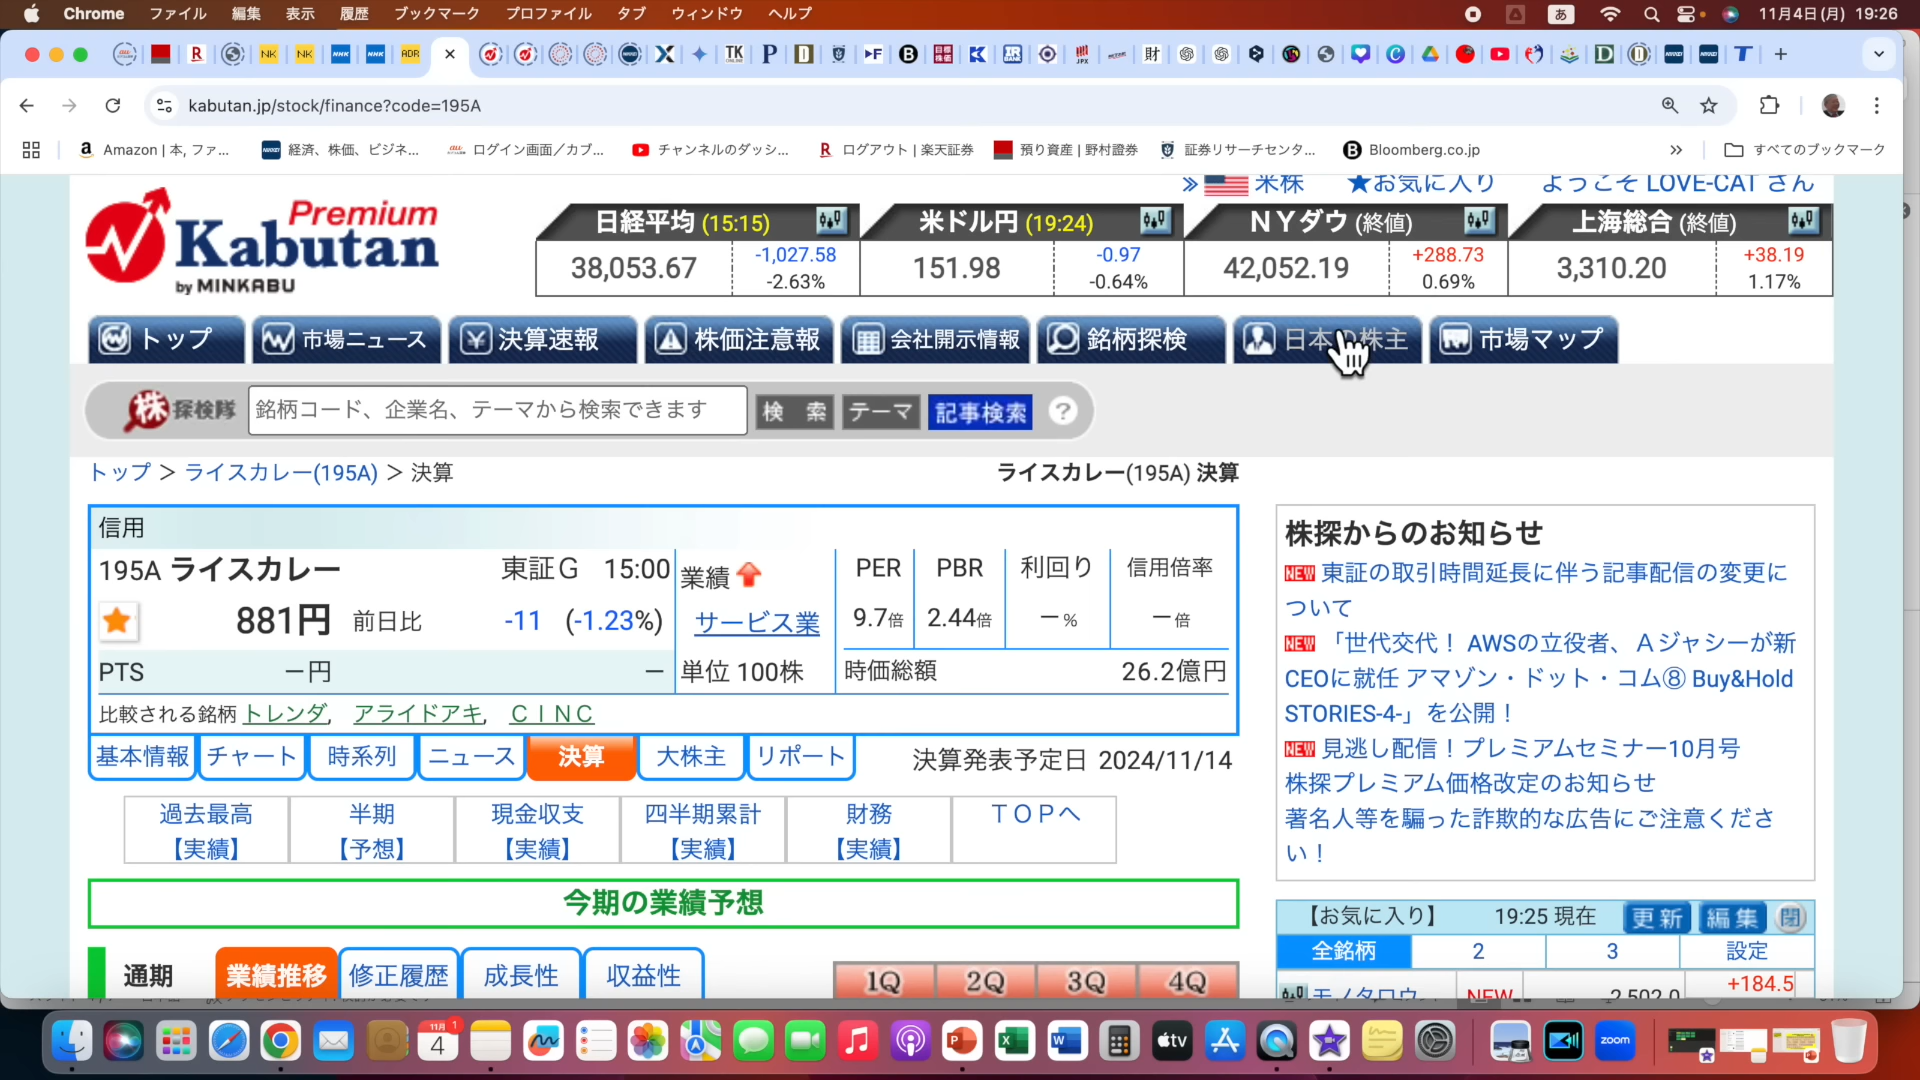 Chrome ファイル 編集 表示 履歴 ブックマーク プロファイル タブ ウィンドウ ヘルプ あ 11月4日(月) 19:26
kabutan.jp/stock/finance?code=195A
Amazon | 本, ファ... 経済、株価、ビジネ... ログイン画面／カブ... チャンネルのダッシ... ログアウト | 楽天証券 預り資産 | 野村證券 証券リサーチセンタ... Bloomberg.co.jp すべてのブックマーク
米株 ★お気に入り ようこそ LOVE-CAT さん
Premium
Kabutan
by MINKABU
日経平均 (15:15) 米ドル円 (19:24) ＮＹダウ (終値) 上海総合 (終値)
38,053.67 -1,027.58 -2.63% 151.98 -0.97 -0.64% 42,052.19 +288.73 0.69% 3,310.20 +38.19 1.17%
トップ 市場ニュース 決算速報 株価注意報 会社開示情報 銘柄探検 日本の株主 市場マップ
株探検隊 銘柄コード、企業名、テーマから検索できます 検 索 テーマ 記事検索 ?
トップ > ライスカレー(195A) > 決算 ライスカレー(195A) 決算
信用
195A ライスカレー 東証Ｇ 15:00 業績 PER PBR 利回り 信用倍率
881円 前日比 -11 (-1.23%) サービス業 9.7倍 2.44倍 －％ －倍
PTS －円 － 単位 100株 時価総額 26.2億円
比較される銘柄 トレンダ, アライドアキ, ＣＩＮＣ
基本情報 チャート 時系列 ニュース 決算 大株主 リポート 決算発表予定日 2024/11/14
過去最高 半期 現金収支 四半期累計 財務 ＴＯＰへ
【実績】 【予想】 【実績】 【実績】 【実績】
今期の業績予想
通期 業績推移 修正履歴 成長性 収益性 1Q 2Q 3Q 4Q
株探からのお知らせ
NEW 東証の取引時間延長に伴う記事配信の変更に
ついて
NEW 「世代交代！ AWSの立役者、Ａジャシーが新
CEOに就任 アマゾン・ドット・コム⑧ Buy&Hold
STORIES-4-」を公開！
NEW 見逃し配信！プレミアムセミナー10月号
株探プレミアム価格改定のお知らせ
著名人等を騙った詐欺的な広告にご注意くださ
い！
【お気に入り】 19:25 現在 更新 編集 閉
全銘柄 2 3 設定
モノタロウ NEW 2,502.0 +184.5